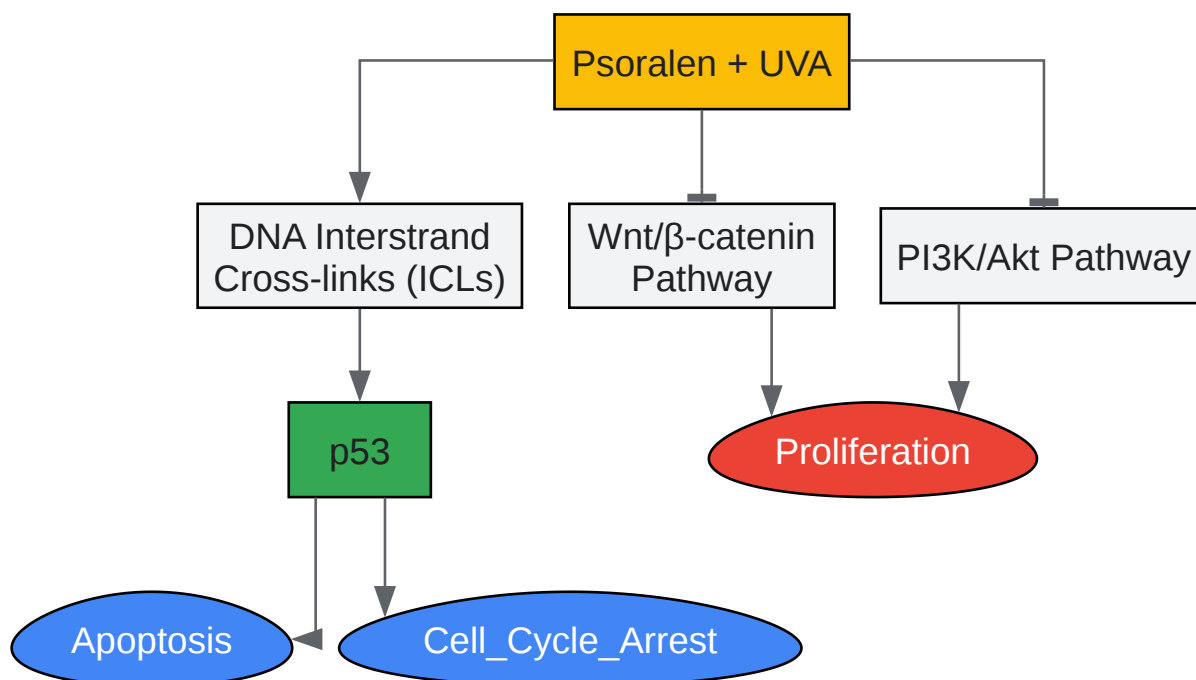 Psoralen + UVA
DNA Interstrand
Cross-links (ICLs)
Wnt/β-catenin
Pathway
PI3K/Akt Pathway
p53
Proliferation
Apoptosis
Cell_Cycle_Arrest